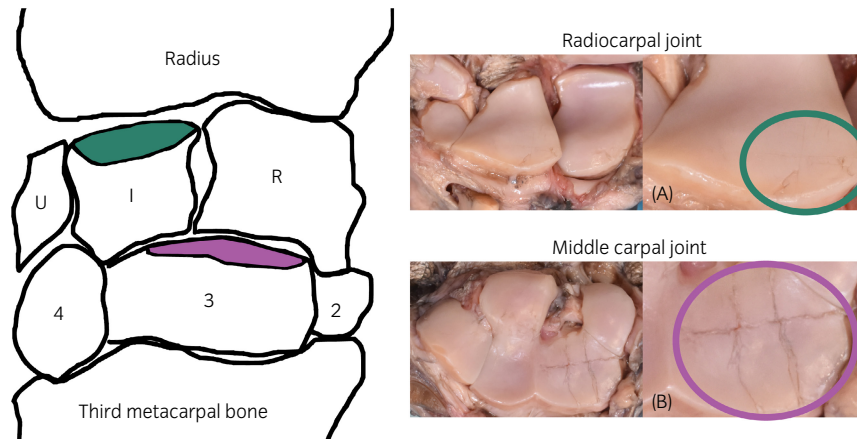 Radius
U
I
R
4
3
2
Third metacarpal bone
Radiocarpal joint
(A)
Middle carpal joint
(B)